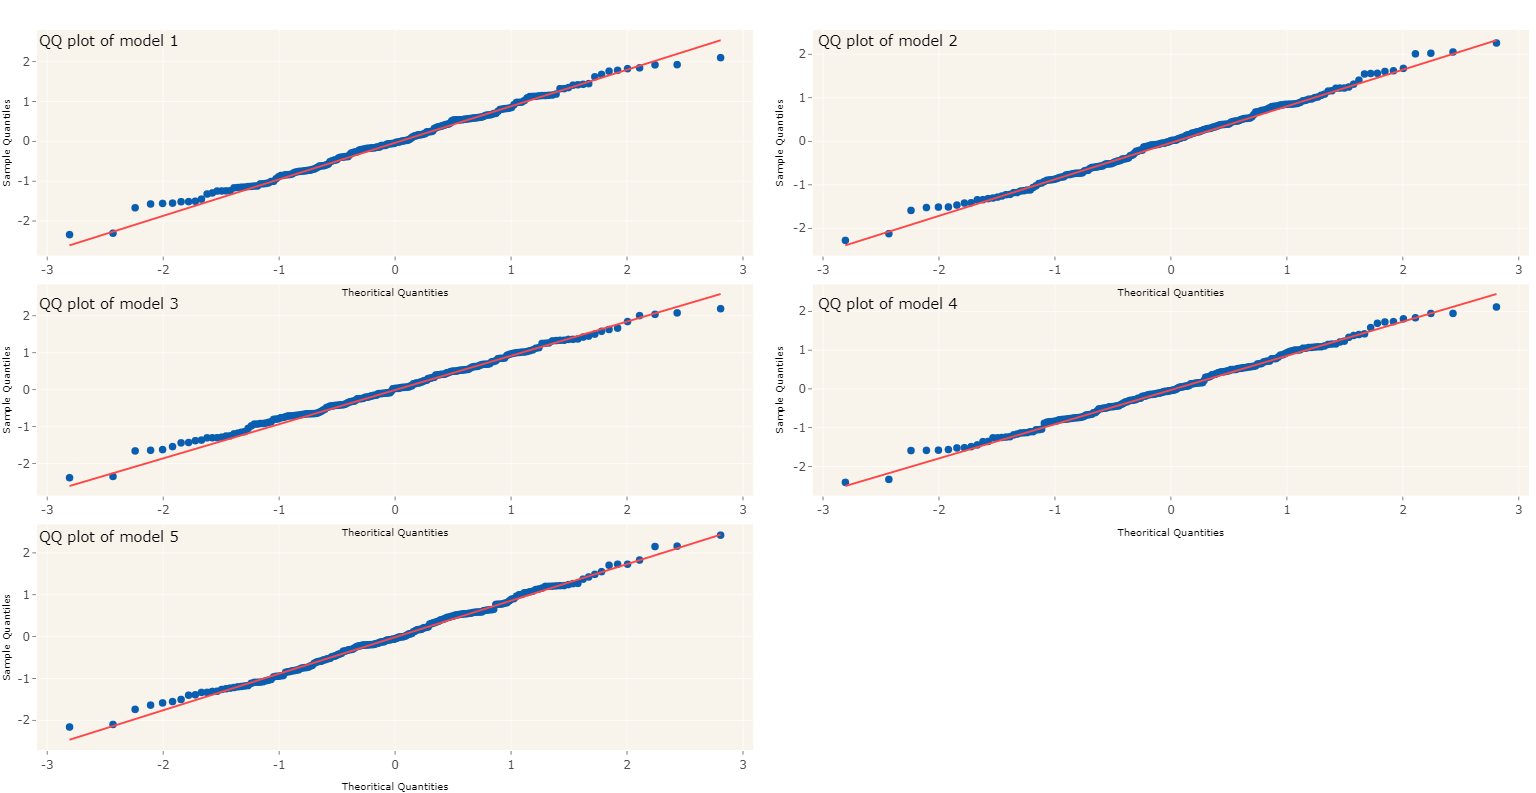 QQ plot of model 1
Sample Quantiles
2
1
0
-1
-2
-3 -2 -1 0 1 2 3
Theoritical Quantities
QQ plot of model 2
Sample Quantiles
2
1
0
-1
-2
-3 -2 -1 0 1 2 3
Theoritical Quantities
QQ plot of model 3
Sample Quantiles
2
1
0
-1
-2
-3 -2 -1 0 1 2 3
Theoritical Quantities
QQ plot of model 4
Sample Quantiles
2
1
0
-1
-2
-3 -2 -1 0 1 2 3
Theoritical Quantities
QQ plot of model 5
Sample Quantiles
2
1
0
-1
-2
-3 -2 -1 0 1 2 3
Theoritical Quantities